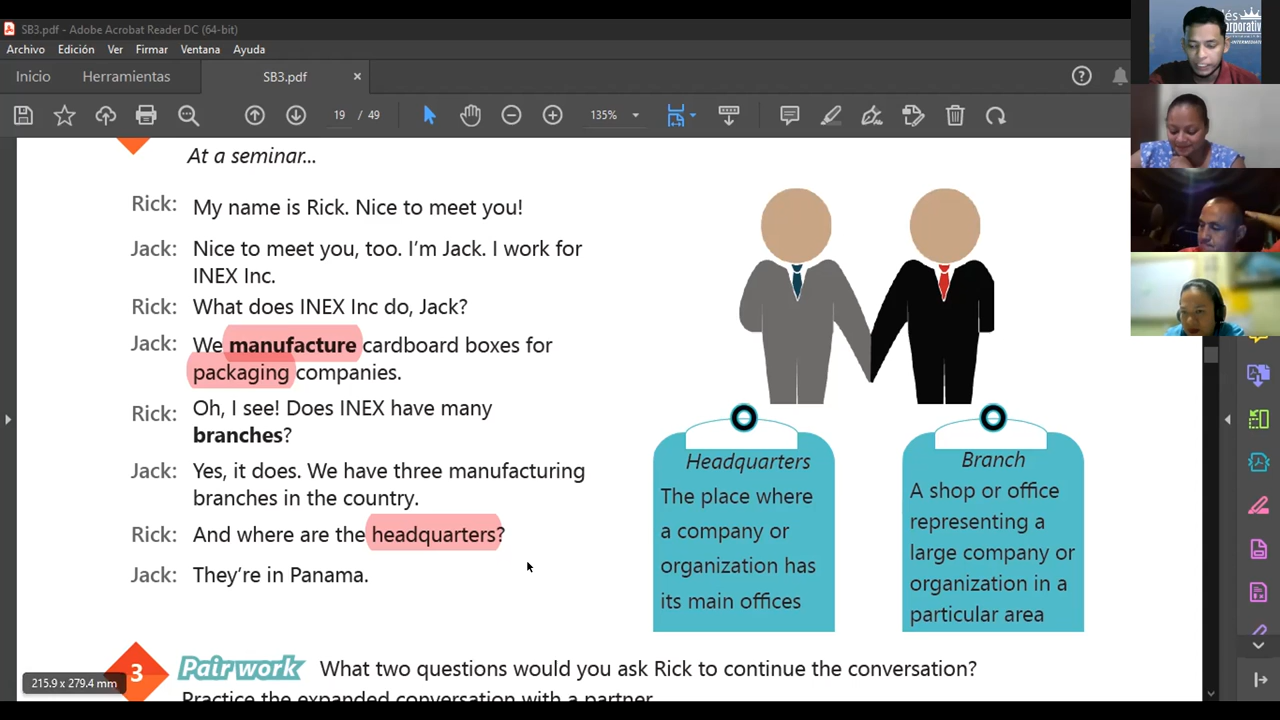 SB3.pdf - Adobe Acrobat Reader DC (64-bit)
Archivo Edición Ver Firmar Ventana Ayuda
Inicio Herramientas SB3.pdf ×
19 / 49 135%
At a seminar...
Rick: My name is Rick. Nice to meet you!
Jack: Nice to meet you, too. I'm Jack. I work for
INEX Inc.
Rick: What does INEX Inc do, Jack?
Jack: We manufacture cardboard boxes for
packaging companies.
Rick: Oh, I see! Does INEX have many
branches?
Jack: Yes, it does. We have three manufacturing
branches in the country.
Rick: And where are the headquarters?
Jack: They're in Panama.
Headquarters
The place where
a company or
organization has
its main offices
Branch
A shop or office
representing a
large company or
organization in a
particular area
3 Pair work What two questions would you ask Rick to continue the conversation?
Practice the expanded conversation with a partner.
215.9 x 279.4 mm